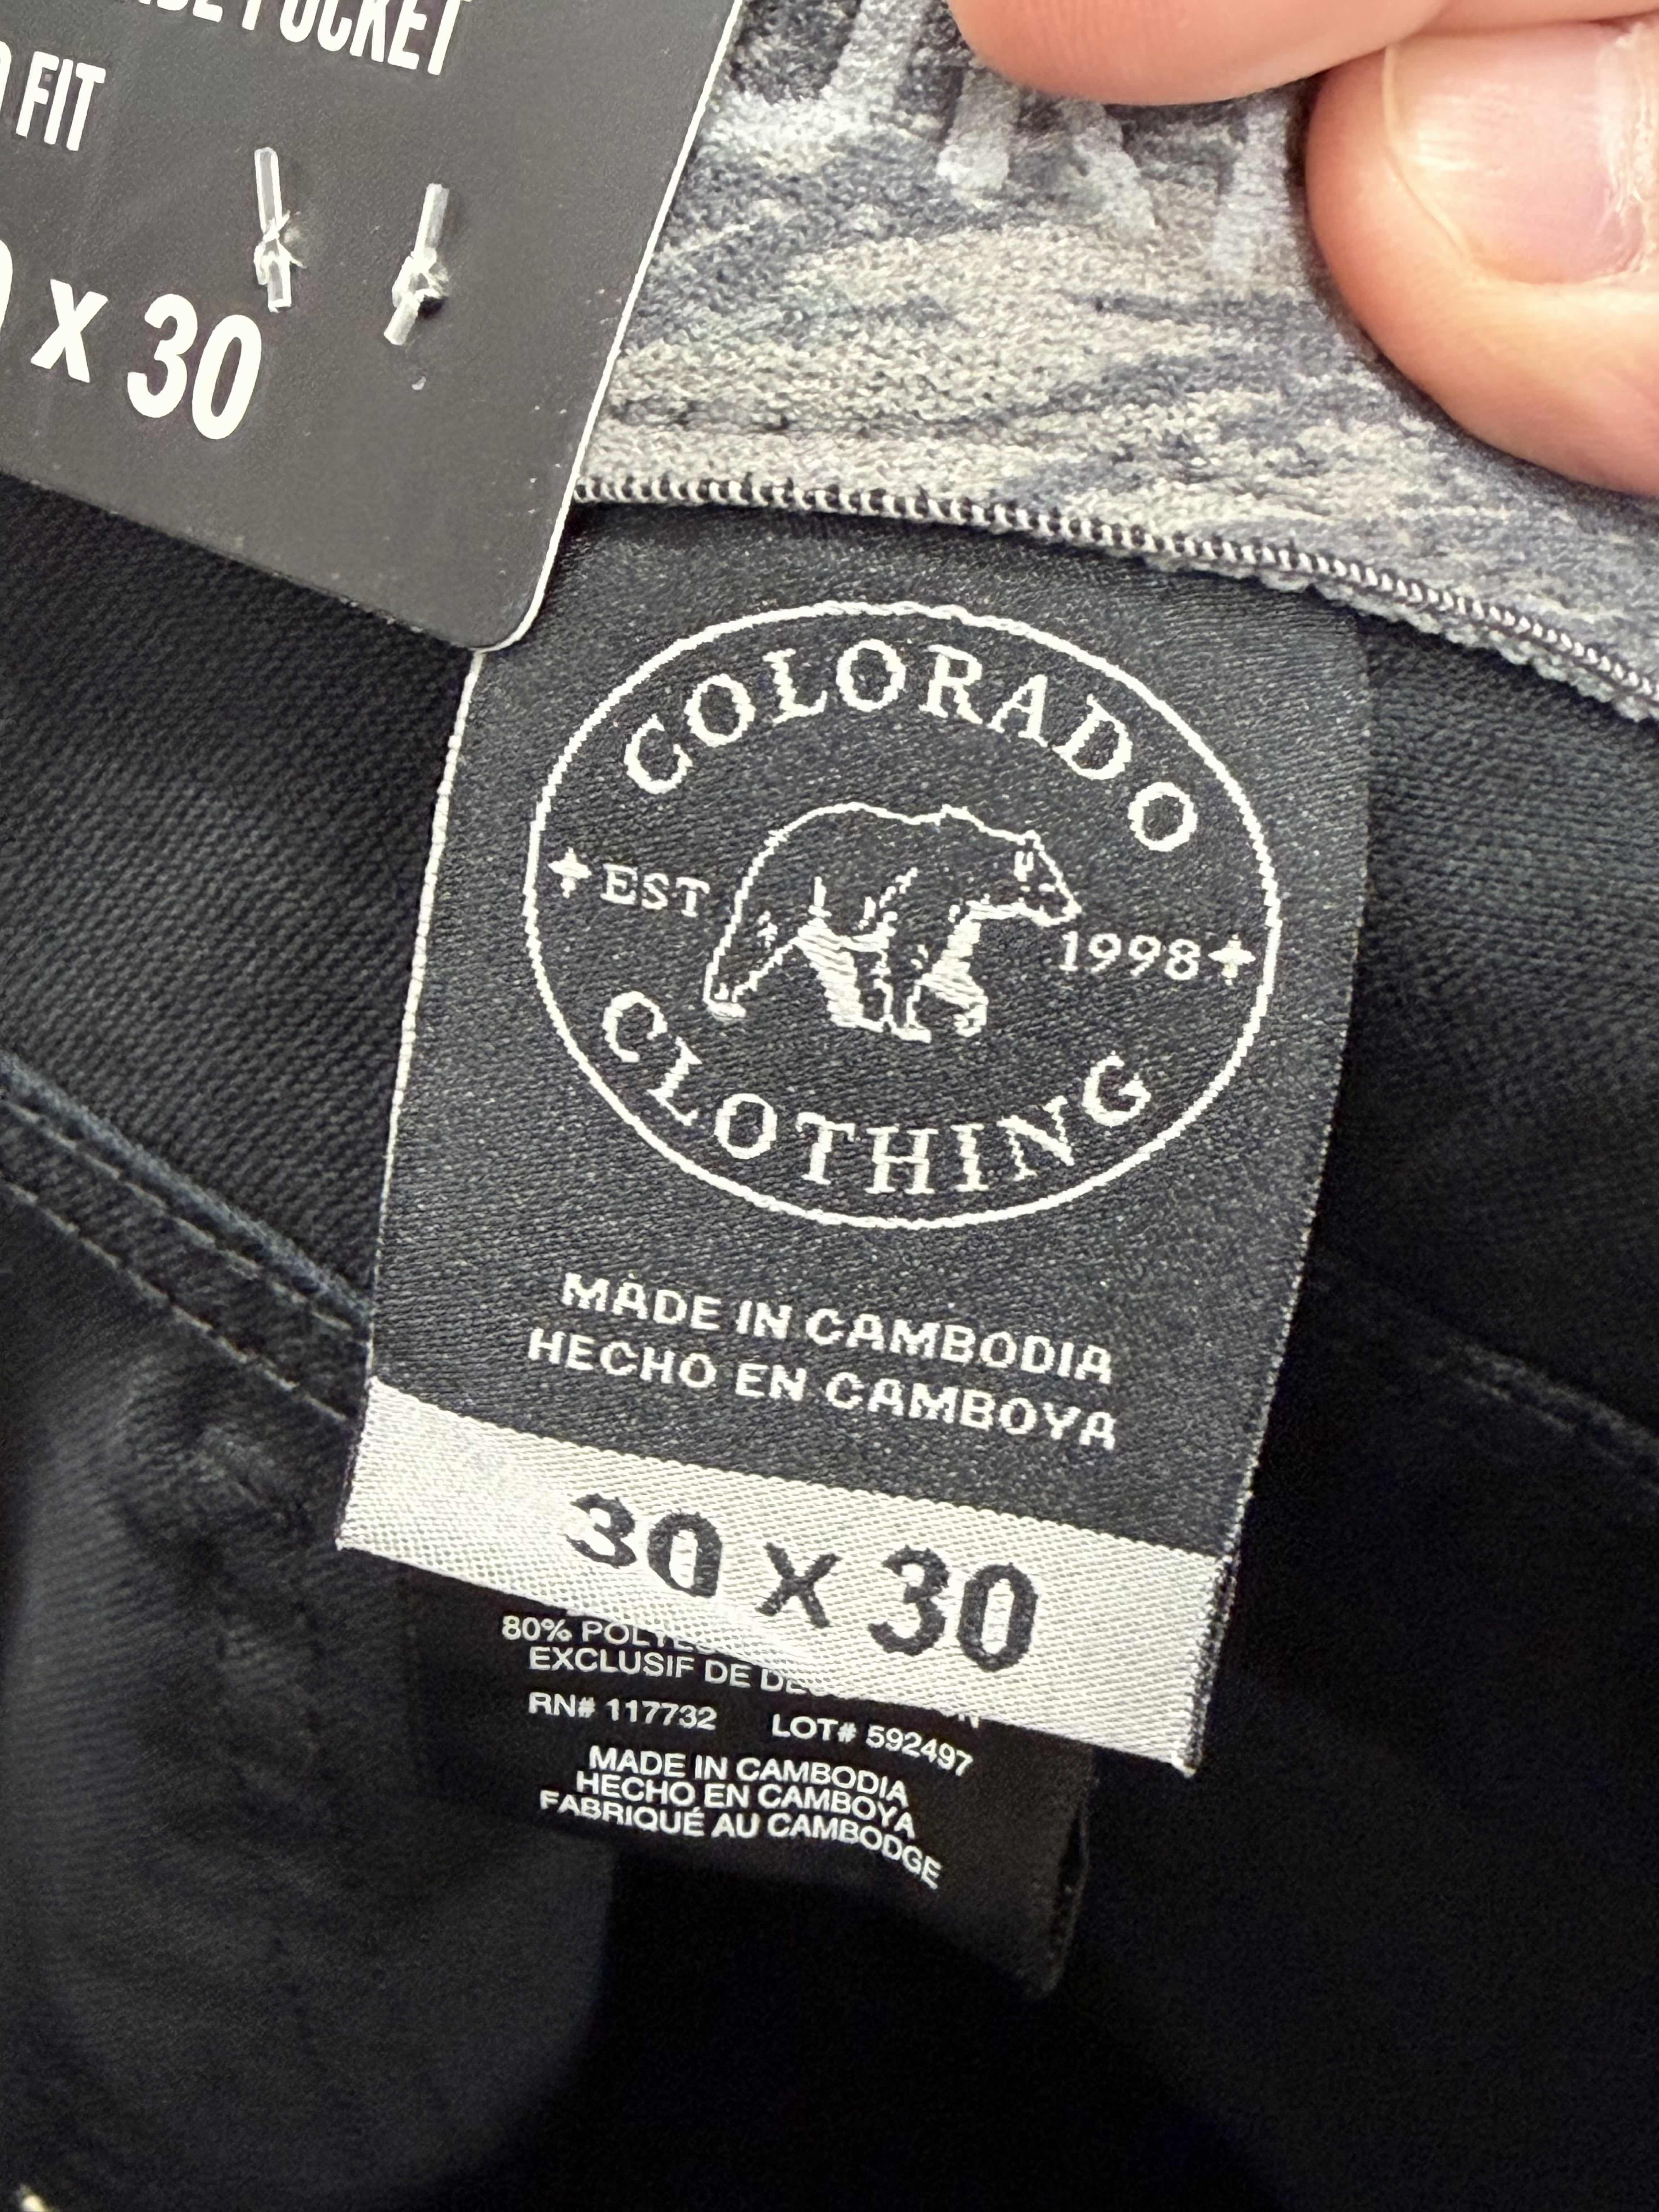 POCKET
FIT
x 30
COLORADO
EST 1998
CLOTHING
MADE IN CAMBODIA
HECHO EN CAMBOYA
30 x 30
80%
EXCLUSIF DE
RN# 117732 LOT# 592497
MADE IN CAMBODIA
HECHO EN CAMBOYA
FABRIQUÉ AU CAMBODGE